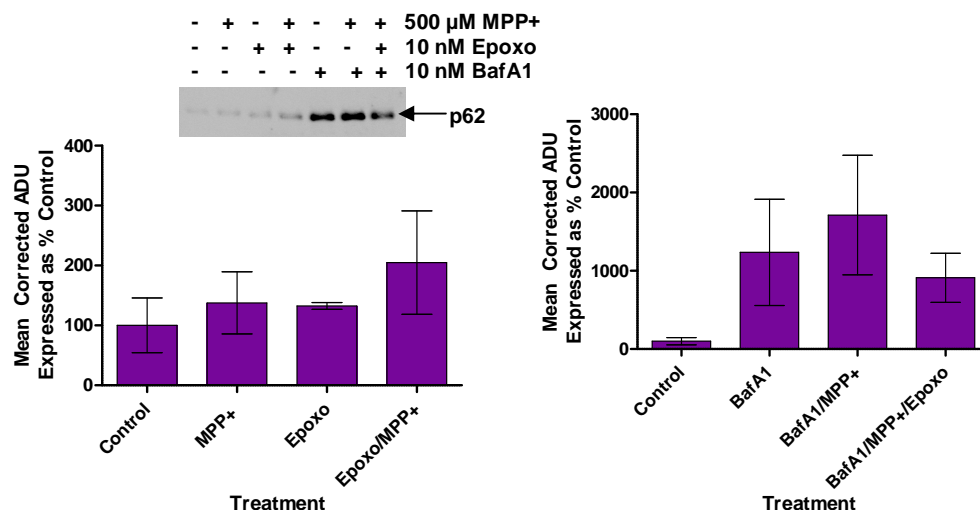 - + - + - + + 500 µM MPP+
- - + + - - + 10 nM Epoxo
- - - - + + + 10 nM BafA1
p62
Mean Corrected ADU
Expressed as % Control
400
300
200
100
0
Control
MPP+
Epoxo
Epoxo/MPP+
Treatment
Mean Corrected ADU
Expressed as % Control
3000
2000
1000
0
Control
BafA1
BafA1/MPP+
BafA1/MPP+/Epoxo
Treatment